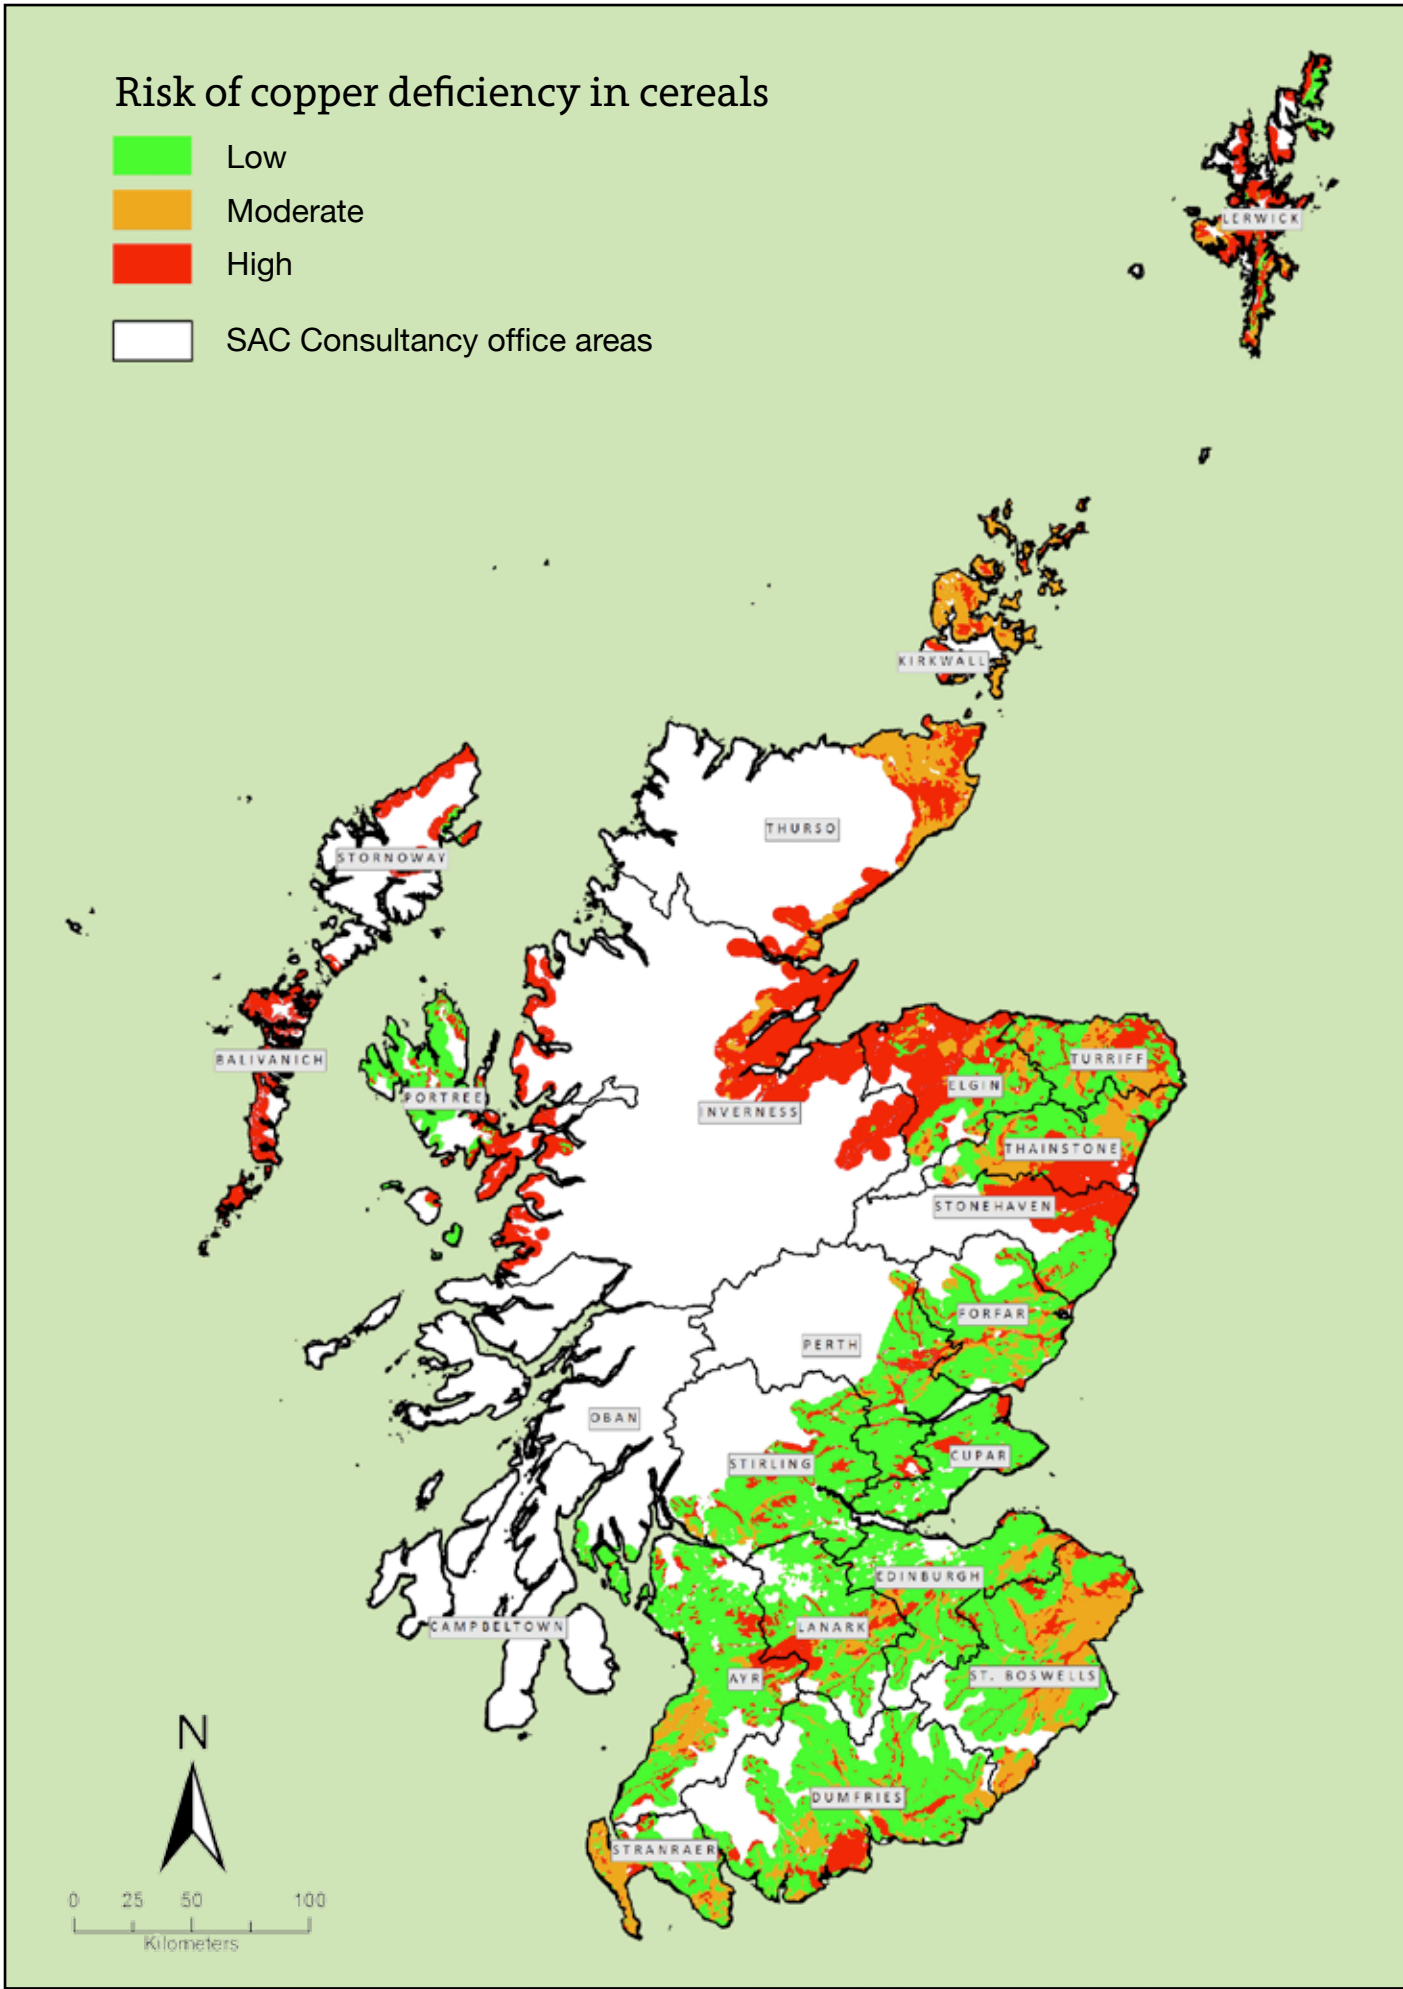 Risk of copper deficiency in cereals
Low
Moderate
High
SAC Consultancy office areas
LERWICK
KIRKWALL
THURSO
STORNOWAY
BALIVANICH
PORTREE
INVERNESS
ELGIN
TURRIFF
THAINSTONE
STONEHAVEN
FORFAR
PERTH
OBAN
STIRLING
CUPAR
EDINBURGH
CAMPBELTOWN
LANARK
AYR
ST. BOSWELLS
DUMFRIES
STRANRAER
N
0 25 50 100
Kilometers